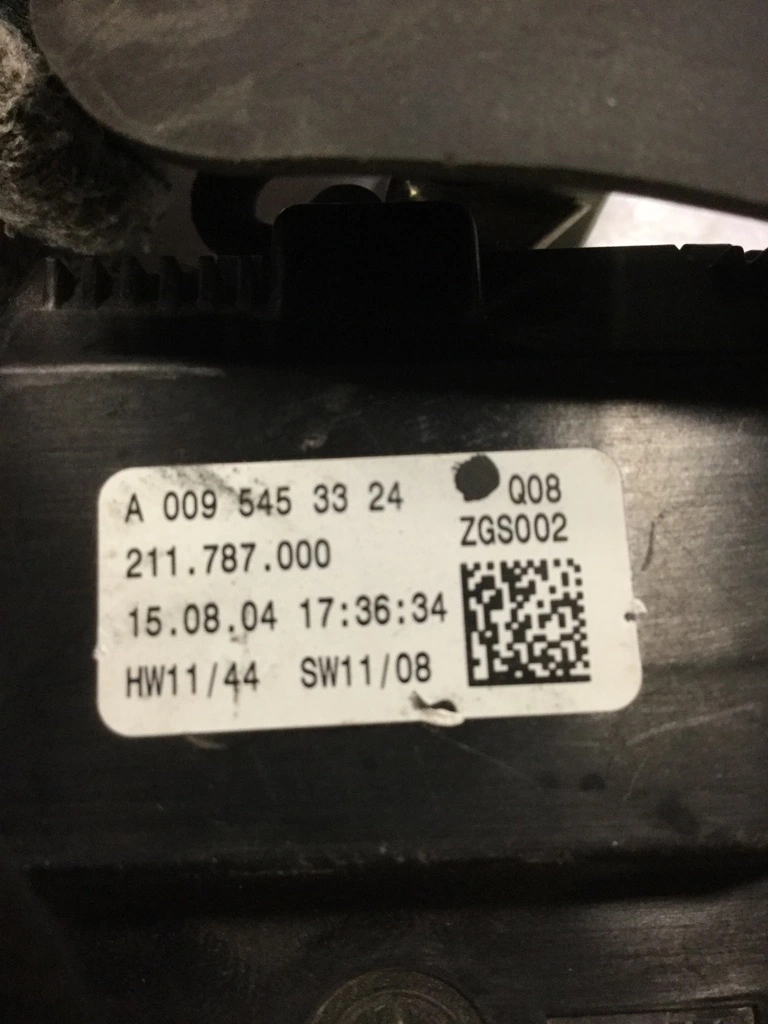 A 009 545 33 24 Q08
ZGS002
211.787.000
15.08.04 17:36:34
HW11/44 SW11/08